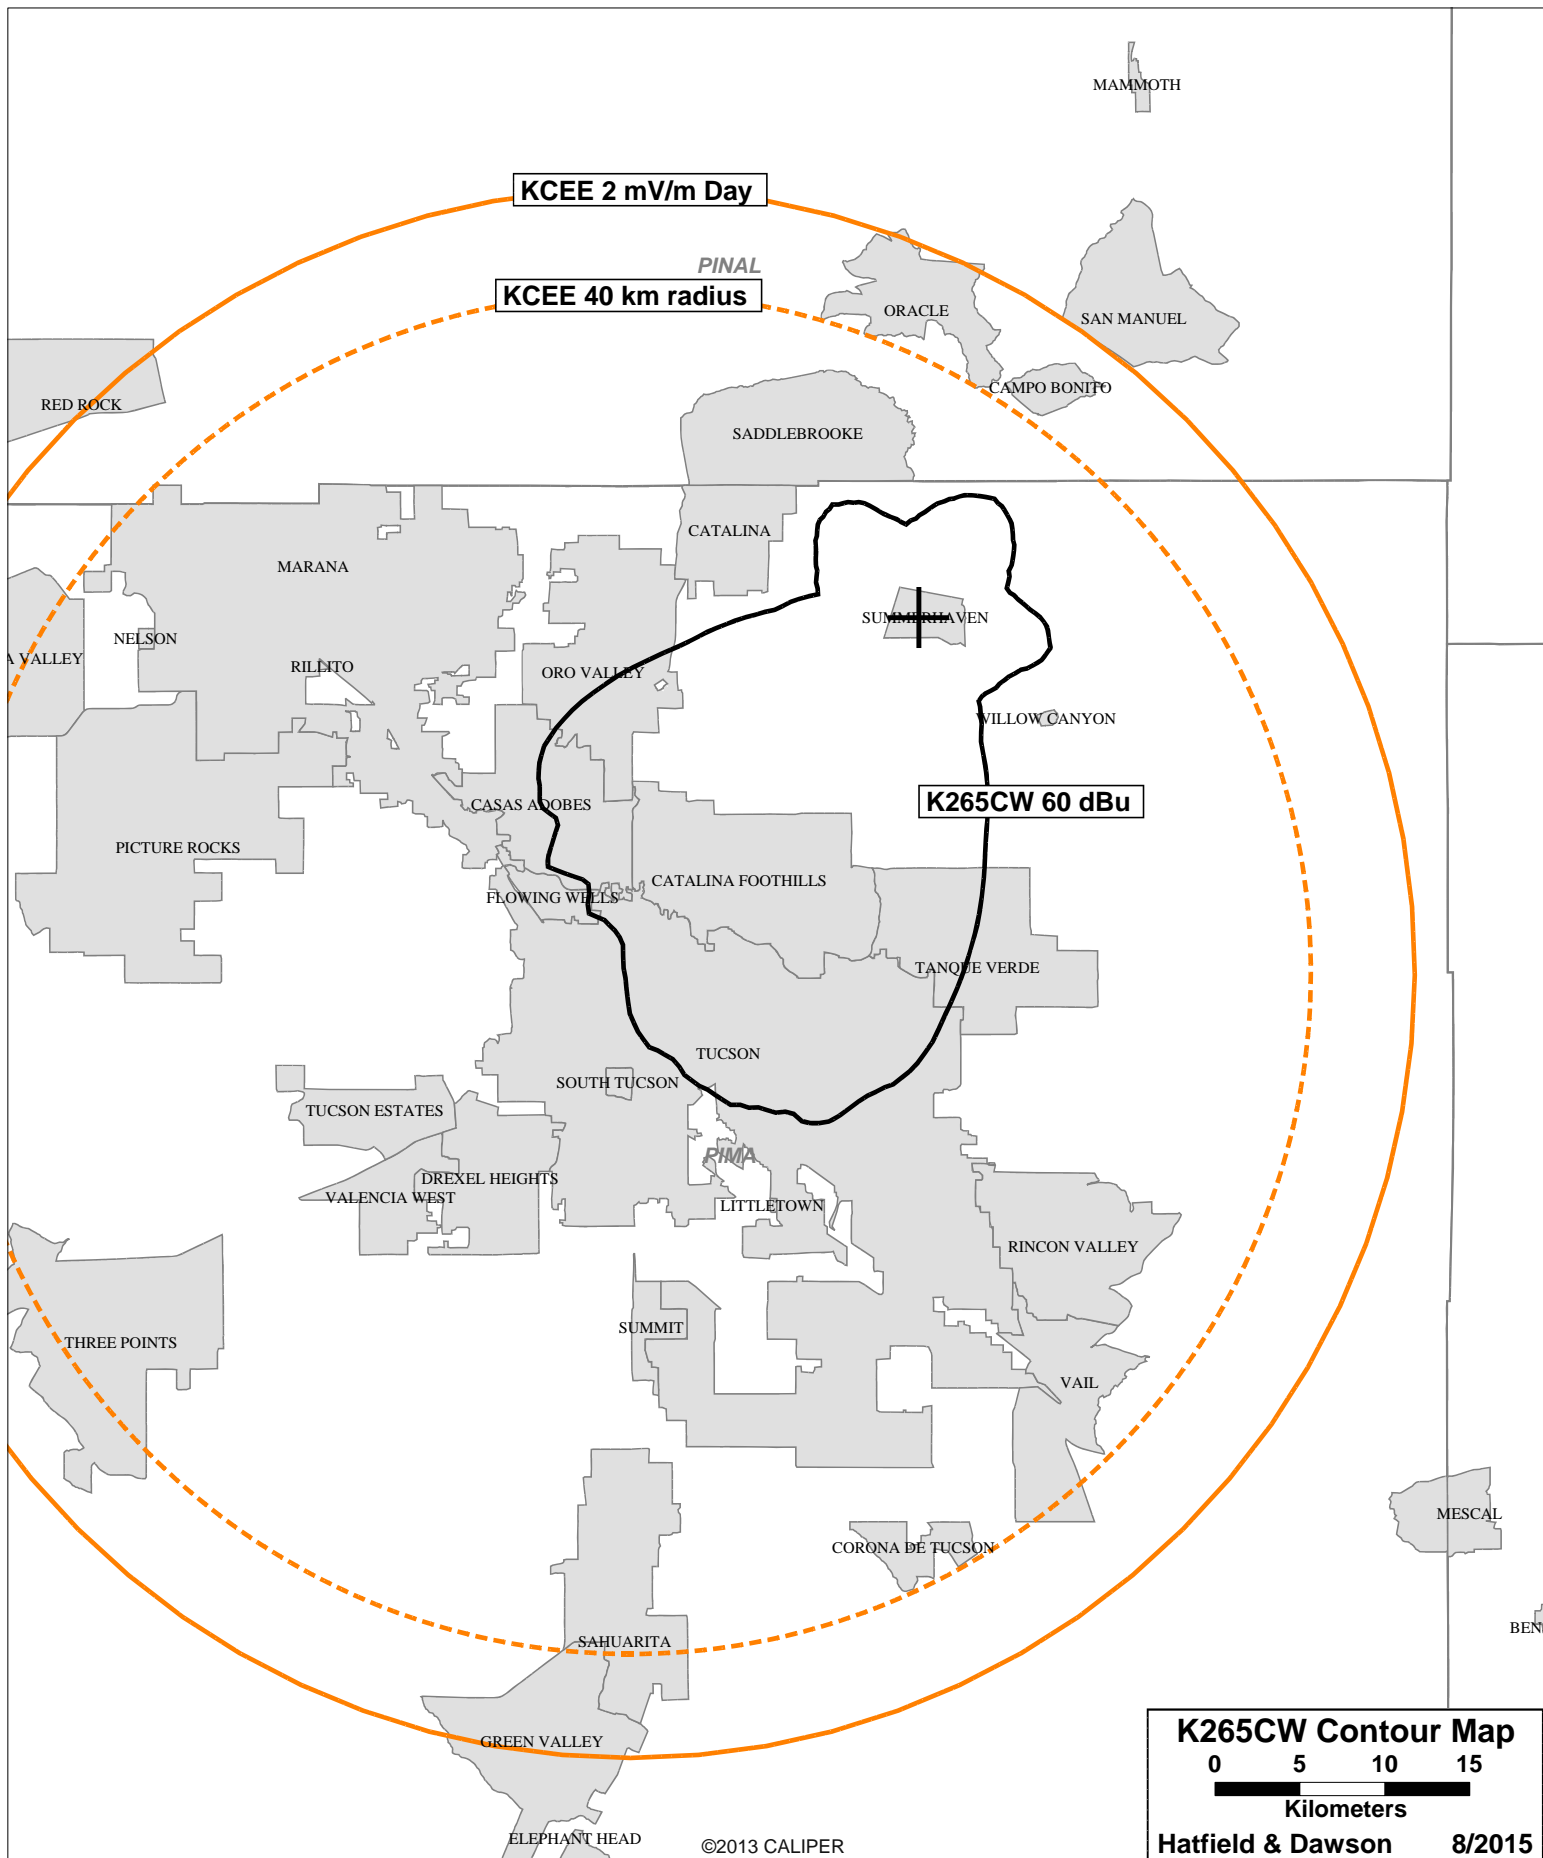 MAMMOTH
KCEE 2 mV/m Day
PINAL
KCEE 40 km radius
ORACLE
SAN MANUEL
CAMPO BONITO
RED ROCK
SADDLEBROOKE
CATALINA
MARANA
SUMMERHAVEN
NELSON
A VALLEY
RILLITO
ORO VALLEY
WILLOW CANYON
K265CW 60 dBu
CASAS ADOBES
PICTURE ROCKS
CATALINA FOOTHILLS
FLOWING WELLS
TANQUE VERDE
TUCSON
SOUTH TUCSON
TUCSON ESTATES
PIMA
DREXEL HEIGHTS
VALENCIA WEST
LITTLETOWN
RINCON VALLEY
SUMMIT
THREE POINTS
VAIL
MESCAL
CORONA DE TUCSON
BEN
SAHUARITA
GREEN VALLEY
K265CW Contour Map
0 5 10 15
Kilometers
Hatfield & Dawson 8/2015
ELEPHANT HEAD
©2013 CALIPER